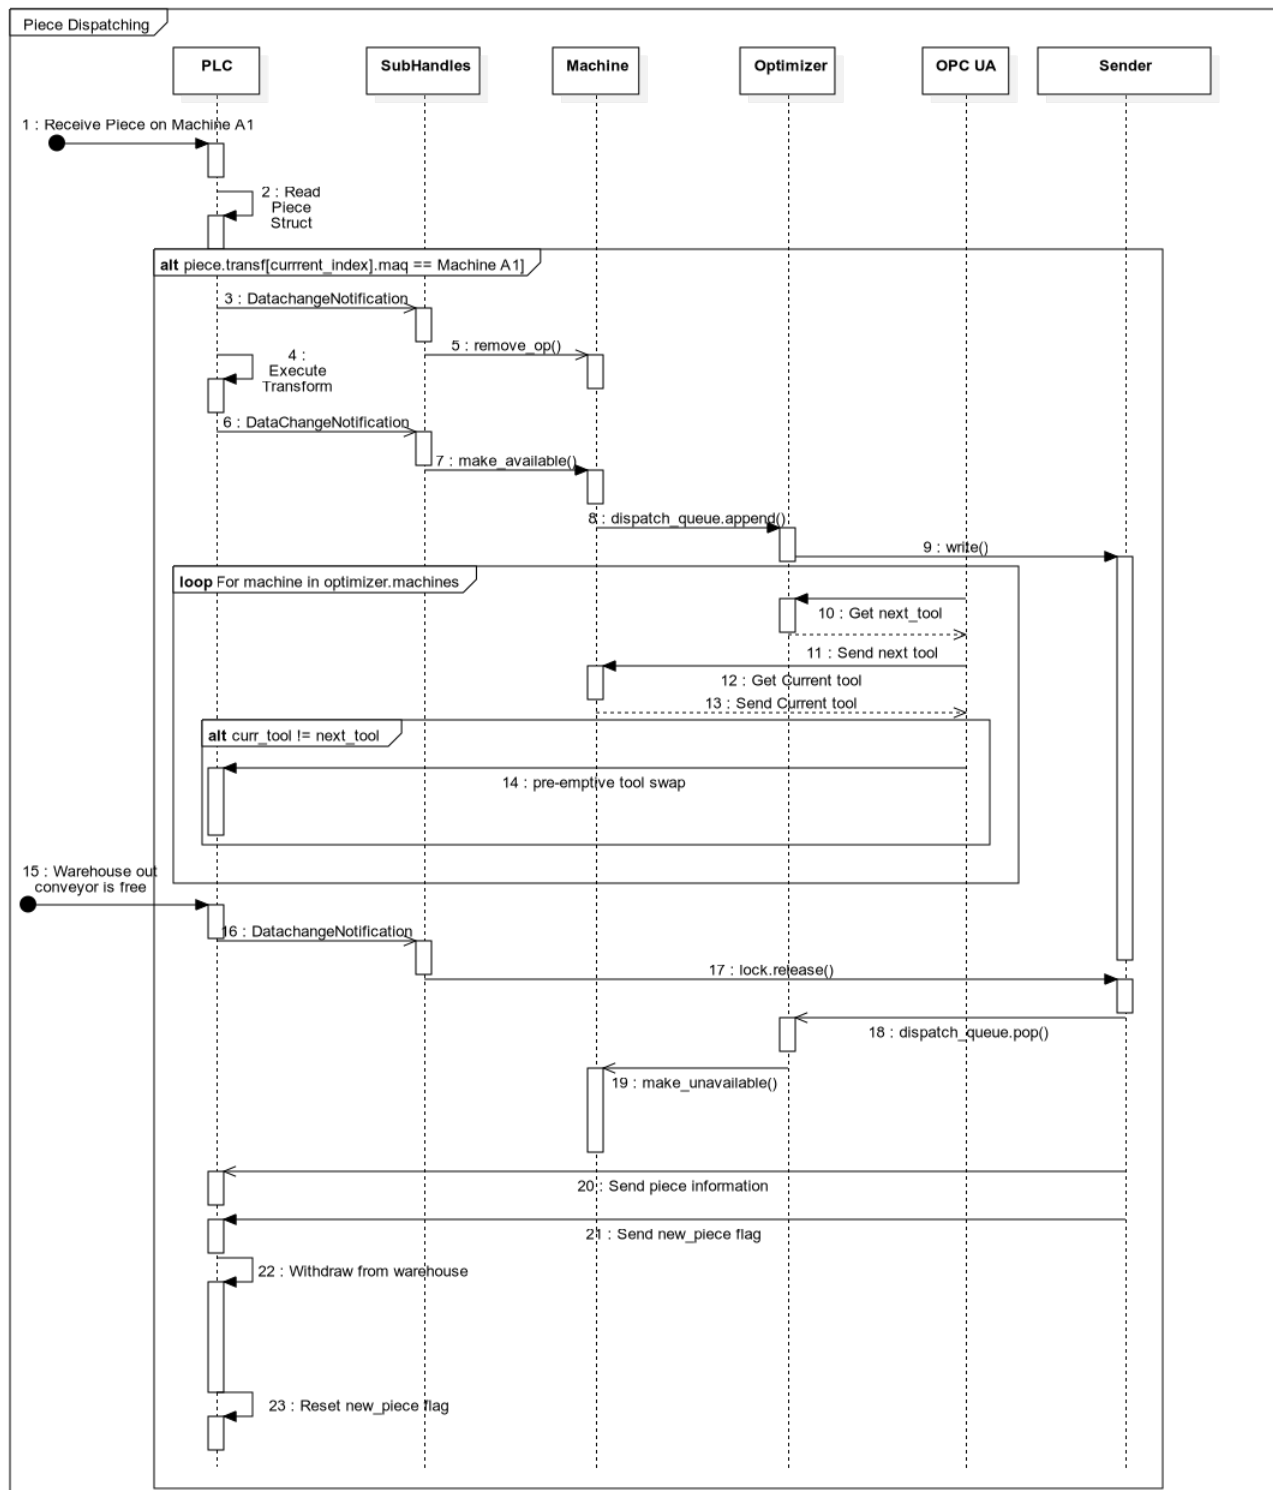 Piece Dispatching
PLC
SubHandles
Machine
Optimizer
OPC UA
Sender
1 : Receive Piece on Machine A1
2 : Read
Piece
Struct
alt piece.transf[currrent_index].maq == Machine A1]
3 : DatachangeNotification
4 :
Execute
Transform
5 : remove_op()
6 : DataChangeNotification
7 : make_available()
8 : dispatch_queue.append()
9 : write()
loop For machine in optimizer.machines
10 : Get next_tool
11 : Send next tool
12 : Get Current tool
13 : Send Current tool
alt curr_tool != next_tool
14 : pre-emptive tool swap
15 : Warehouse out
conveyor is free
16 : DatachangeNotification
17 : lock.release()
18 : dispatch_queue.pop()
19 : make_unavailable()
20 : Send piece information
21 : Send new_piece flag
22 : Withdraw from warehouse
23 : Reset new_piece flag